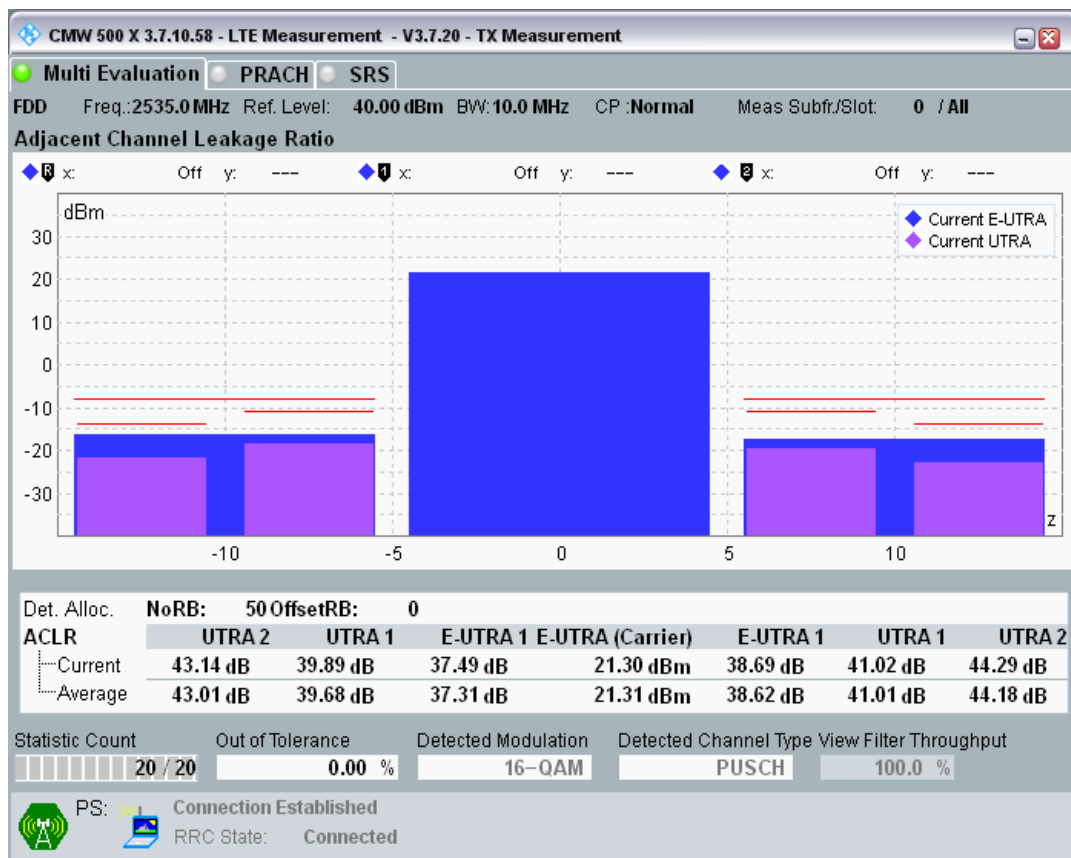 CMW 500 X 3.7.10.58 - LTE Measurement - V3.7.20 - TX Measurement
Multi Evaluation PRACH SRS
FDD Freg.:2535.0 MHz Ref. Level: 40.00 dBm BW:10.0 MHz CP :Normal Meas Subfr./Slot: 0 / All
Adjacent Channel Leakage Ratio
R x: Off y: --- 1 x: Off y: --- 2 x: Off y: ---
dBm
Current E-UTRA
Current UTRA
30
20
10
0
-10
-20
-30
z
-10 -5 0 5 10
Det. Alloc. NoRB: 50 OffsetRB: 0
ACLR UTRA 2 UTRA 1 E-UTRA 1 E-UTRA (Carrier) E-UTRA 1 UTRA 1 UTRA 2
Current 43.14 dB 39.89 dB 37.49 dB 21.30 dBm 38.69 dB 41.02 dB 44.29 dB
Average 43.01 dB 39.68 dB 37.31 dB 21.31 dBm 38.62 dB 41.01 dB 44.18 dB
Statistic Count Out of Tolerance Detected Modulation Detected Channel Type View Filter Throughput
20 / 20 0.00 % 16-QAM PUSCH 100.0 %
PS: Connection Established
RRC State: Connected